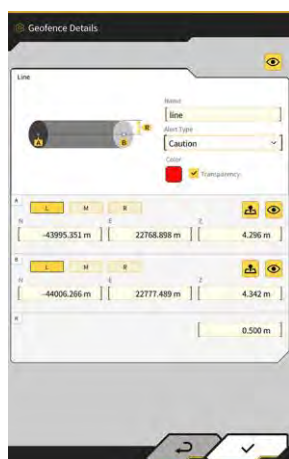 Geofence Details
Line
Name
line
Alert Type
Caution
Color
Transparency
A B R
A
L M R
N E Z
-43995.351 m 22768.898 m 4.296 m
B
L M R
N E Z
-44006.266 m 22777.489 m 4.342 m
R
0.500 m